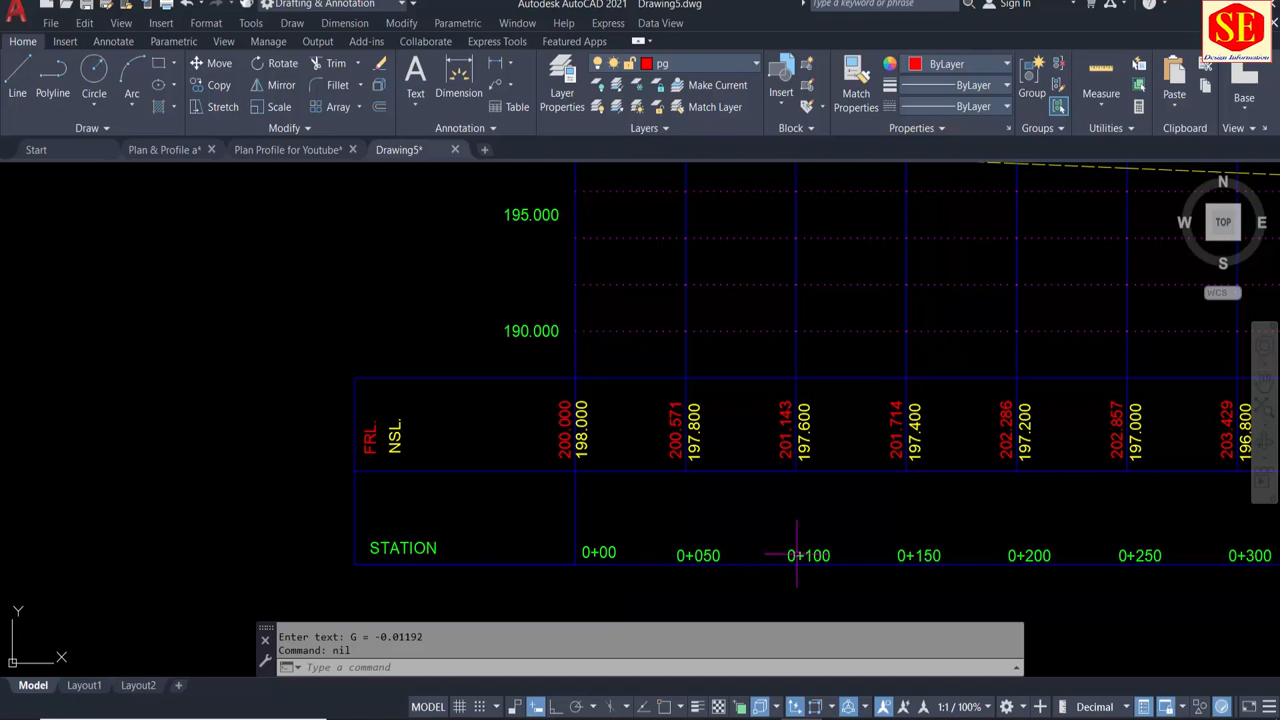 Drafting & Annotation
Autodesk AutoCAD 2021 Drawing5.dwg
Type a keyword or phrase
Sign In
File Edit View Insert Format Tools Draw Dimension Modify Parametric Window Help Express Data View
Home Insert Annotate Parametric View Manage Output Add-ins Collaborate Express Tools Featured Apps
SE
Design Information
Line Polyline Circle Arc
Move Rotate Trim
Copy Mirror Fillet
Stretch Scale Array
Text Dimension Table
Layer Properties
pg
Make Current
Match Layer
Insert
Match Properties
ByLayer
ByLayer
ByLayer
Group
Measure
Paste
Base
Draw Modify Annotation Layers Block Properties Groups Utilities Clipboard View
Start Plan & Profile a* Plan Profile for Youtube* Drawing5*
N
W TOP E
S
WCS
195.000
190.000
FRL. 200.000 200.571 201.143 201.714 202.286 202.857 203.429
NSL. 198.000 197.800 197.600 197.400 197.200 197.000 196.800
STATION 0+00 0+050 0+100 0+150 0+200 0+250 0+300
Y
X
Enter text: G = -0.01192
Command: nil
Type a command
Model Layout1 Layout2 +
MODEL 1:1 / 100% Decimal